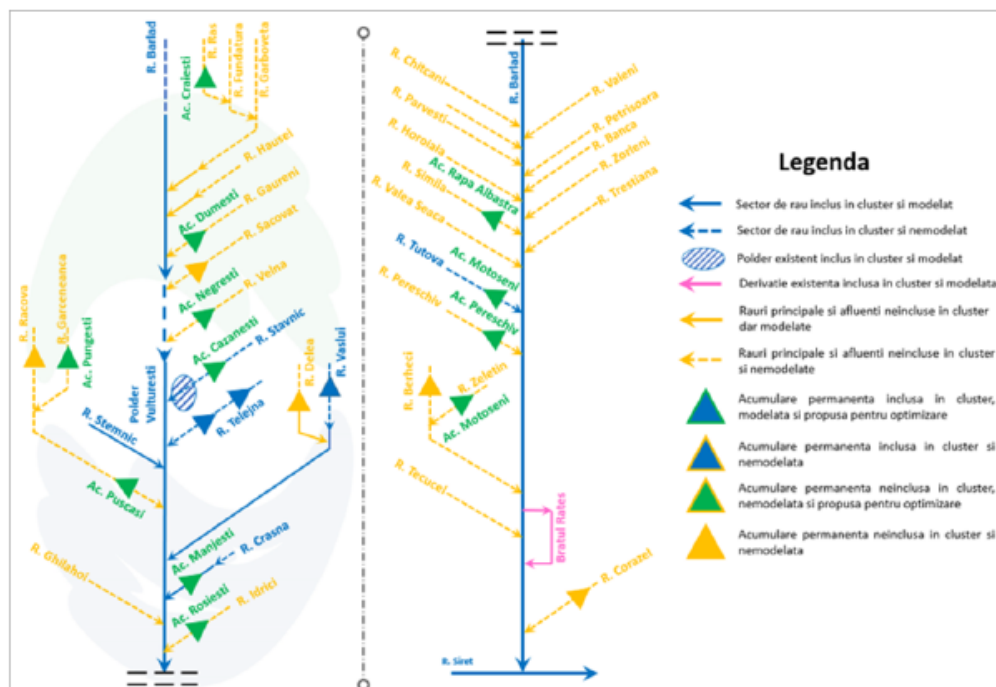 R. Barlad
Ac. Craiesti
R. Ras
R. Fundatura
R. Garboveta
R. Hausei
R. Gaureni
Ac. Dumesti
R. Sacovat
Ac. Negresti
R. Velna
R. Racova
R. Garceneanca
Ac. Pungesti
Ac. Cazanesti
R. Stavnic
Polder
Vulturesti
R. Delea
R. Vaslui
R. Telejna
R. Stemnic
Ac. Puscasi
Ac. Manjesti
R. Crasna
R. Ghilahoi
Ac. Rosiesti
R. Idrici
R. Barlad
R. Chitcani
R. Valeni
R. Parvesti
R. Petrisoara
R. Horoiala
R. Banca
Ac. Rapa Albastra
R. Zorleni
R. Simila
R. Trestiana
R. Valea Seaca
R. Tutova
Ac. Motoseni
R. Pereschiv
Ac. Pereschiv
R. Berheci
R. Zeletin
Ac. Motoseni
R. Tecucel
Bratul Rates
R. Corazel
R. Siret
Legenda
Sector de rau inclus in cluster si modelat
Sector de rau inclus in cluster si nemodelat
Polder existent inclus in cluster si modelat
Derivatie existenta inclusa in cluster si modelata
Rauri principale si afluenti neincluse in cluster
dar modelate
Rauri principale si afluenti neincluse in cluster
si nemodelate
Acumulare permanenta inclusa in cluster,
modelata si propusa pentru optimizare
Acumulare permanenta inclusa in cluster si
nemodelata
Acumulare permanenta neinclusa in cluster,
nemodelata si propusa pentru optimizare
Acumulare permanenta neinclusa in cluster si
nemodelata